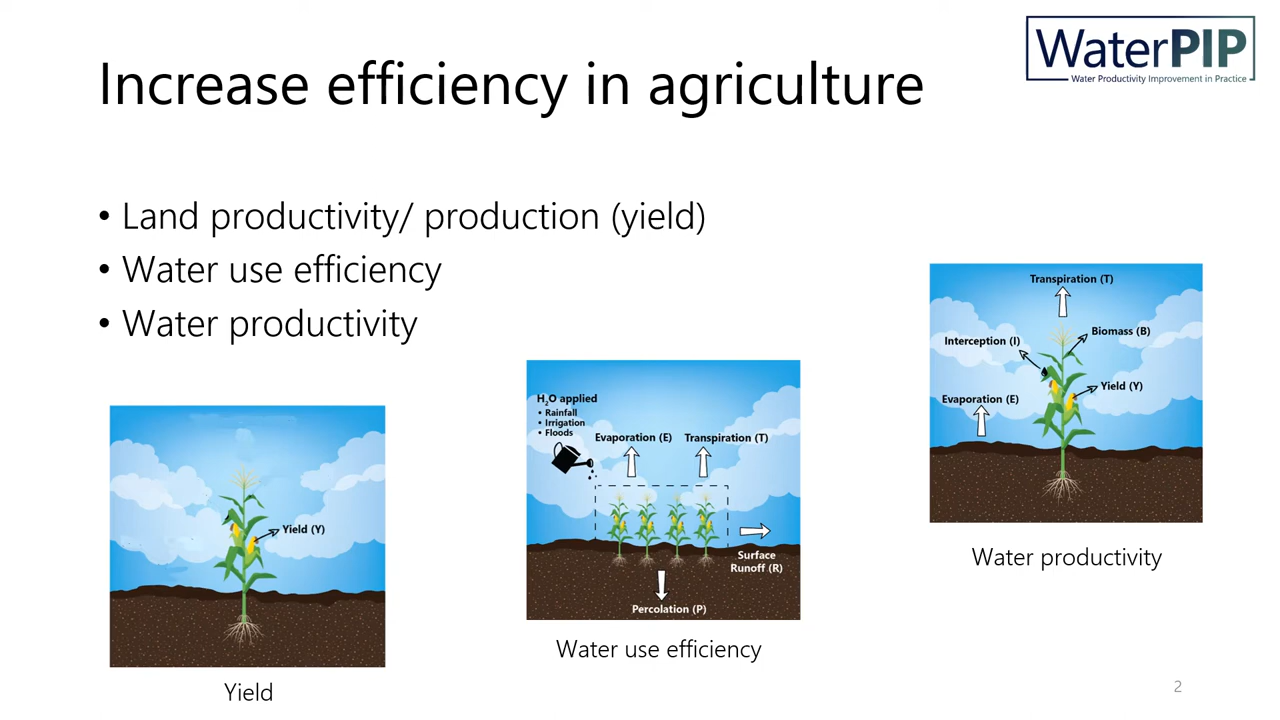 WaterPIP
Water Productivity Improvement in Practice
Increase efficiency in agriculture
• Land productivity/ production (yield)
• Water use efficiency
• Water productivity
Yield (Y)
Yield
H₂O applied
• Rainfall
• Irrigation
• Floods
Evaporation (E)
Transpiration (T)
Surface
Runoff (R)
Percolation (P)
Water use efficiency
Transpiration (T)
Biomass (B)
Interception (I)
Yield (Y)
Evaporation (E)
Water productivity
2